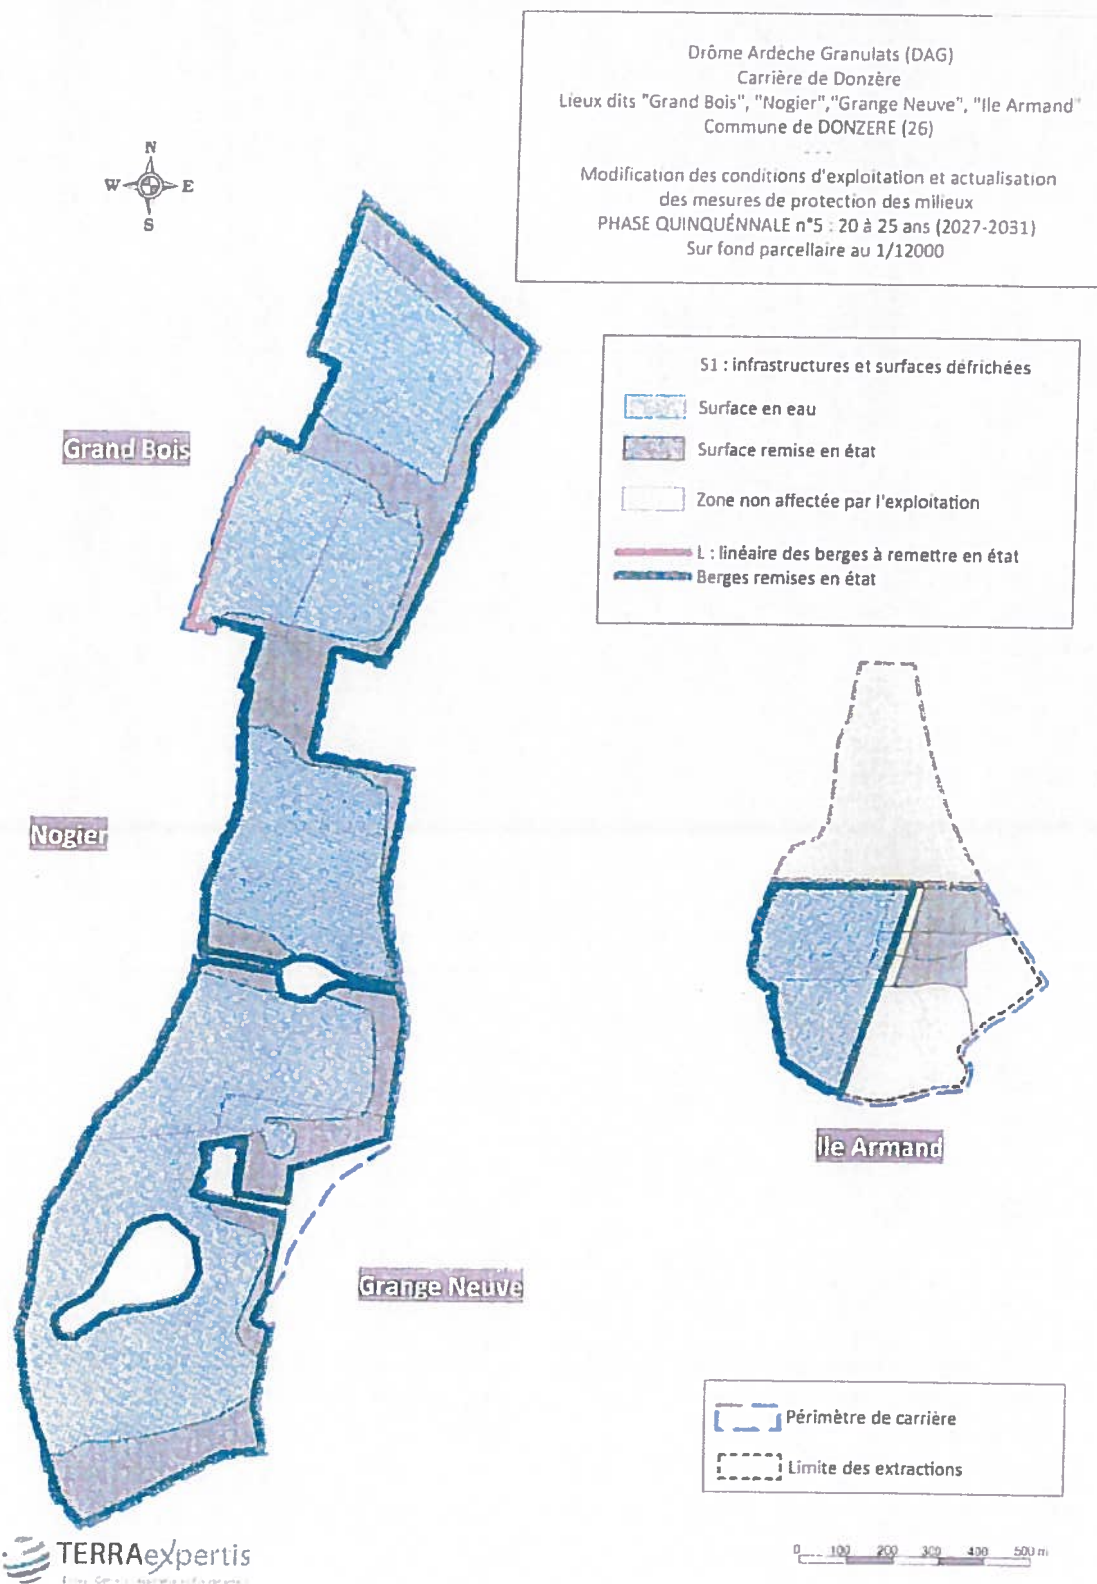 Drôme Ardèche Granulats (DAG)
Carrière de Donzère
Lieux dits "Grand Bois", "Nogier","Grange Neuve", "Ile Armand"
Commune de DONZERE (26)
- - -
Modification des conditions d'exploitation et actualisation
des mesures de protection des milieux
PHASE QUINQUÉNNALE n°5 : 20 à 25 ans (2027-2031)
Sur fond parcellaire au 1/12000
N
W E
S
S1 : infrastructures et surfaces défrichées
Surface en eau
Surface remise en état
Zone non affectée par l'exploitation
L : linéaire des berges à remettre en état
Berges remises en état
Grand Bois
Nogier
Ile Armand
Grange Neuve
Périmètre de carrière
Limite des extractions
TERRAexpertis
0 100 200 300 400 500 m